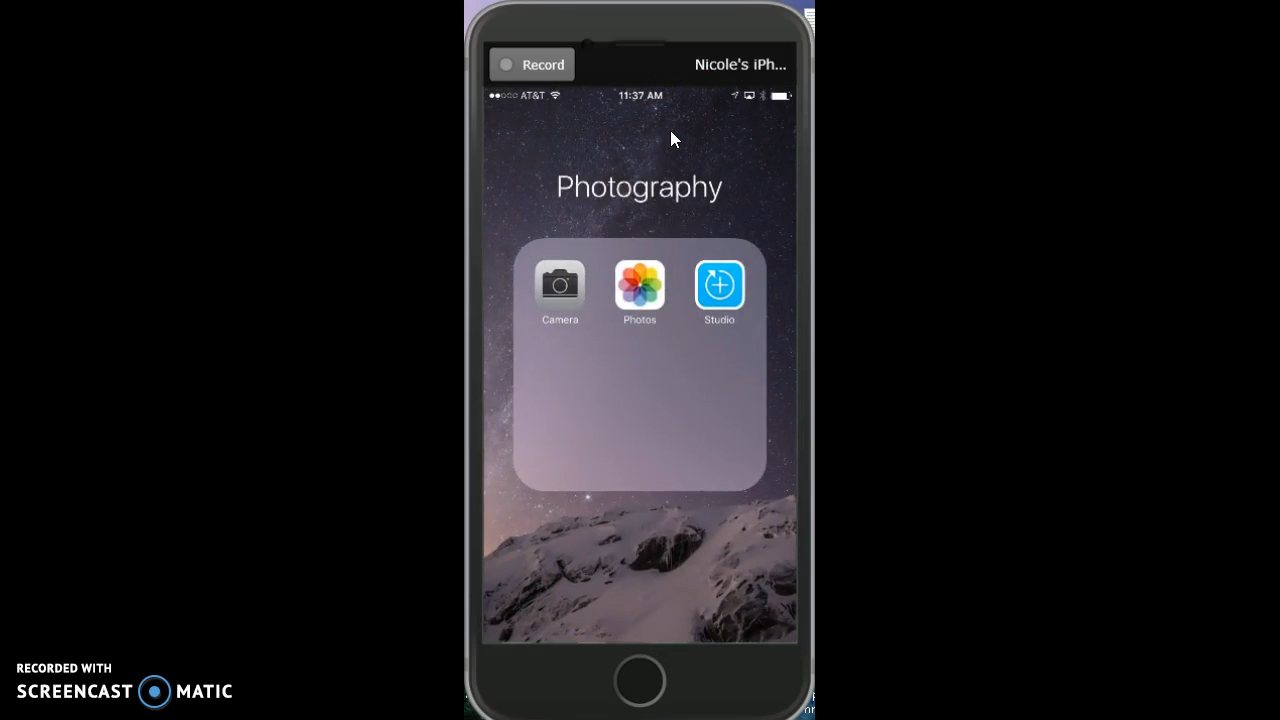 Record
Nicole's iPh...
AT&T
11:37 AM
Photography
Camera
Photos
Studio
RECORDED WITH
SCREENCAST MATIC